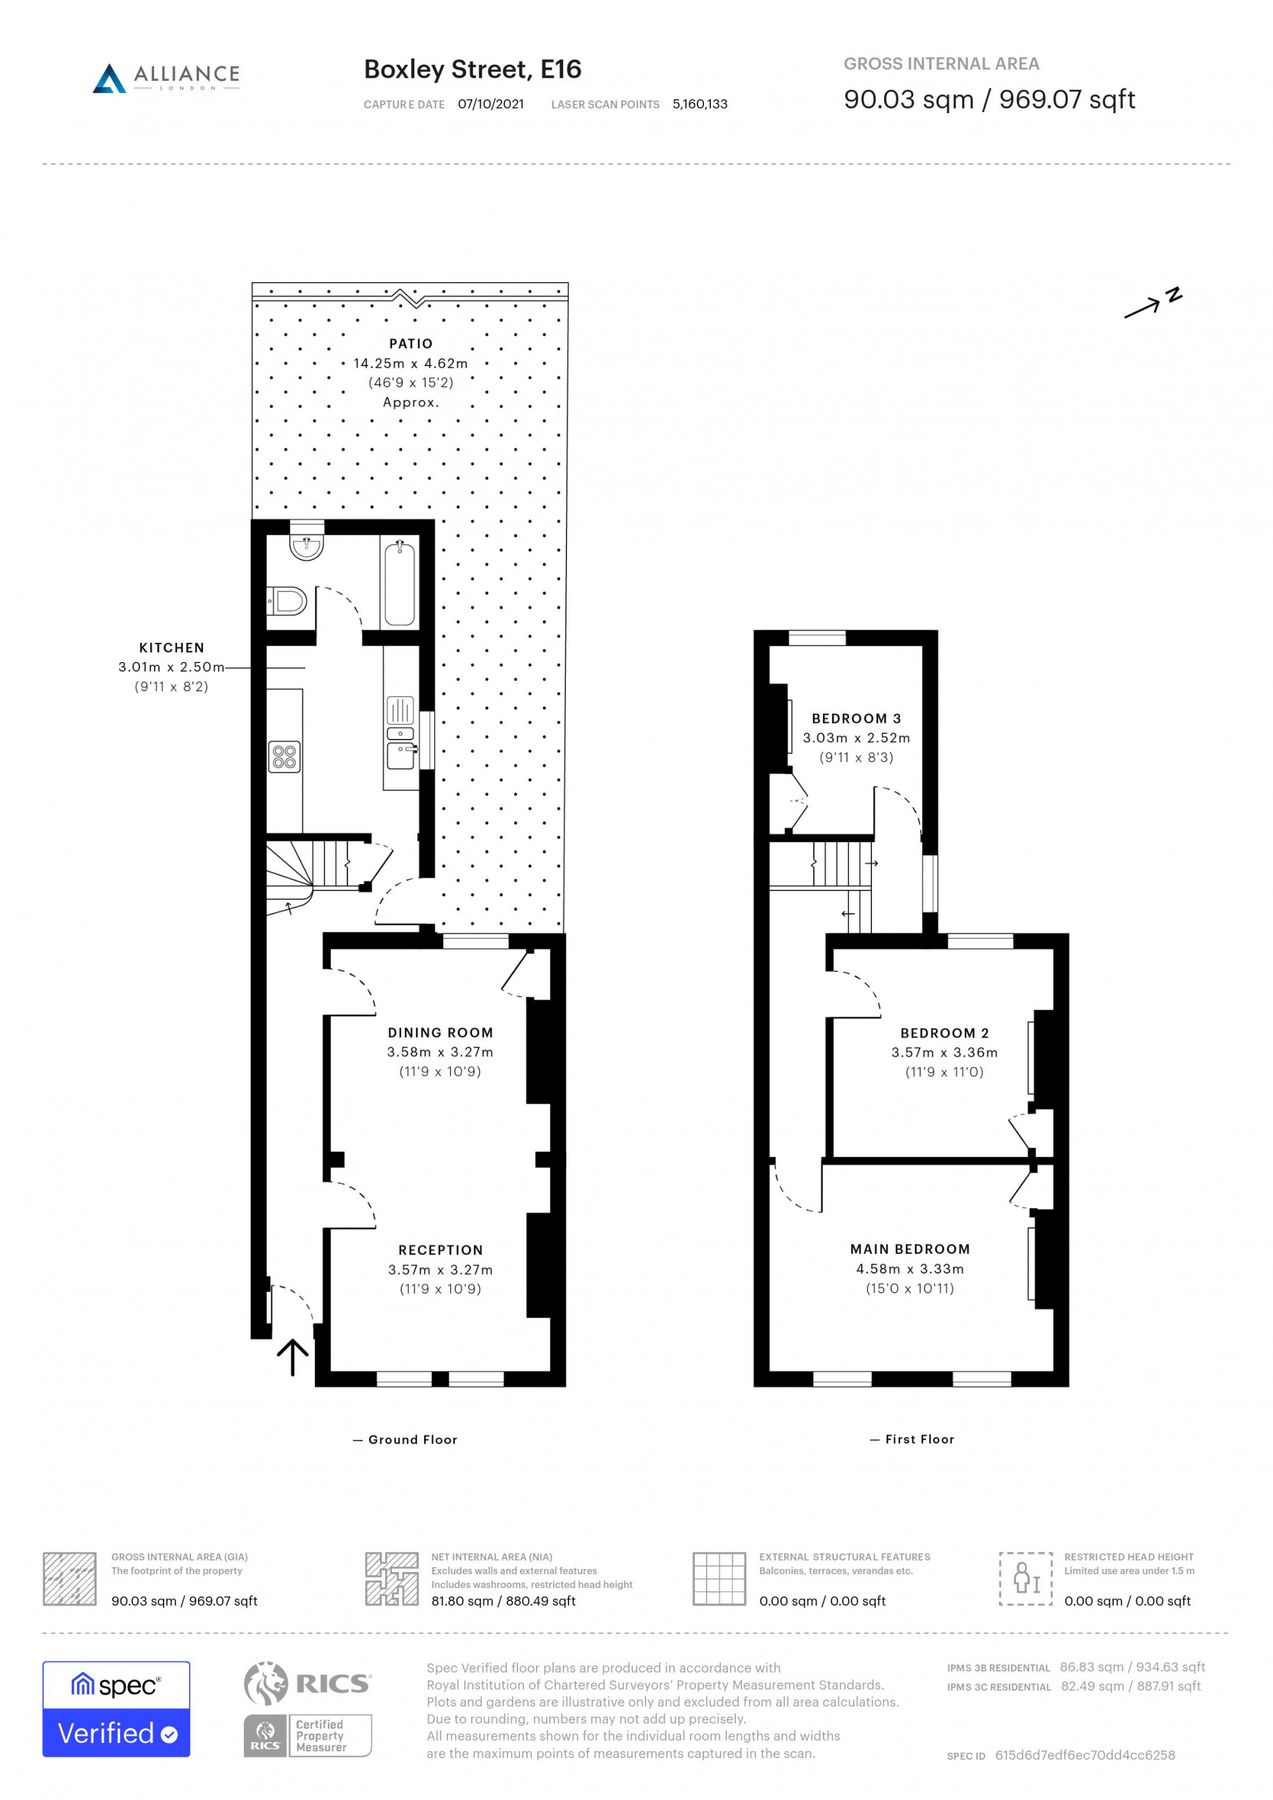 ALLIANCE
LONDON
Boxley Street, E16
CAPTURE DATE 07/10/2021 LASER SCAN POINTS 5,160,133
GROSS INTERNAL AREA
90.03 sqm / 969.07 sqft
N
PATIO
14.25m x 4.62m
(46'9 x 15'2)
Approx.
KITCHEN
3.01m x 2.50m
(9'11 x 8'2)
BEDROOM 3
3.03m x 2.52m
(9'11 x 8'3)
DINING ROOM
3.58m x 3.27m
(11'9 x 10'9)
BEDROOM 2
3.57m x 3.36m
(11'9 x 11'0)
RECEPTION
3.57m x 3.27m
(11'9 x 10'9)
MAIN BEDROOM
4.58m x 3.33m
(15'0 x 10'11)
— Ground Floor
— First Floor
GROSS INTERNAL AREA (GIA)
The footprint of the property
90.03 sqm / 969.07 sqft
NET INTERNAL AREA (NIA)
Excludes walls and external features
Includes washrooms, restricted head height
81.80 sqm / 880.49 sqft
EXTERNAL STRUCTURAL FEATURES
Balconies, terraces, verandas etc.
0.00 sqm / 0.00 sqft
RESTRICTED HEAD HEIGHT
Limited use area under 1.5 m
0.00 sqm / 0.00 sqft
spec®
Verified
RICS®
RICS
Certified
Property
Measurer
Spec Verified floor plans are produced in accordance with
Royal Institution of Chartered Surveyors' Property Measurement Standards.
Plots and gardens are illustrative only and excluded from all area calculations.
Due to rounding, numbers may not add up precisely.
All measurements shown for the individual room lengths and widths
are the maximum points of measurements captured in the scan.
IPMS 3B RESIDENTIAL 86.83 sqm / 934.63 sqft
IPMS 3C RESIDENTIAL 82.49 sqm / 887.91 sqft
SPEC ID 615d6d7edf6ec70dd4cc6258